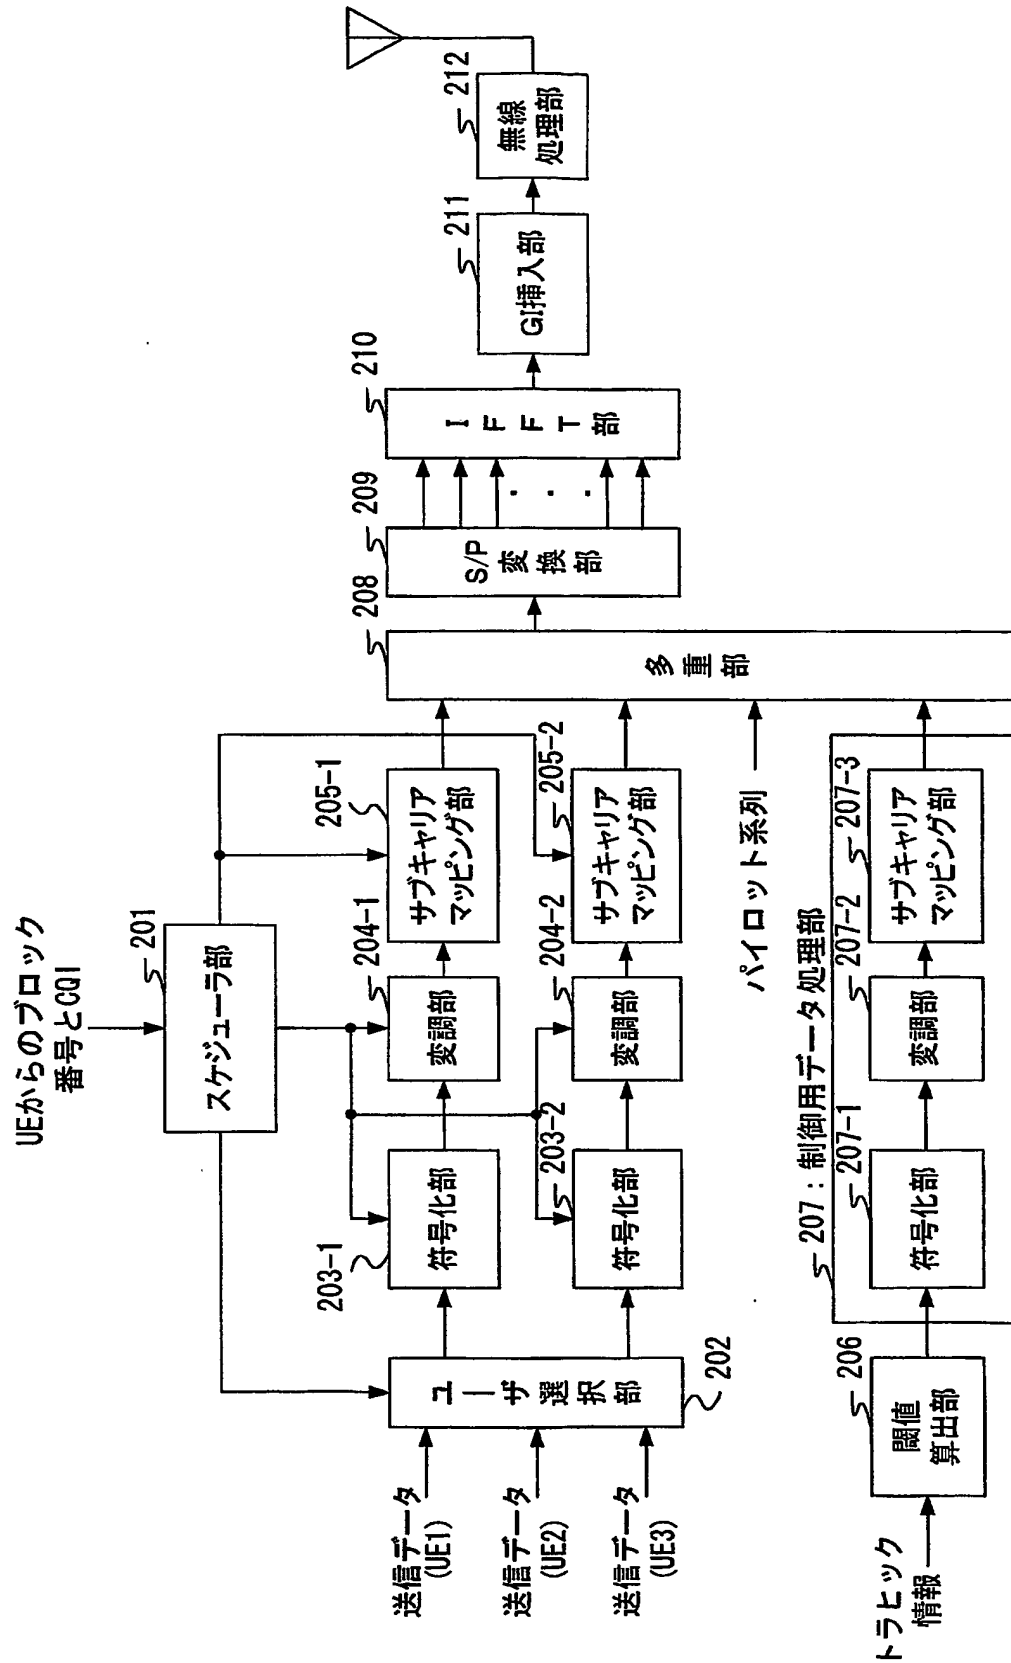 UEからのブロック
番号とCQI
201
スケジューラ部
送信データ
(UE1)
送信データ
(UE2)
送信データ
(UE3)
ユーザ選択部
202
203-1
符号化部
204-1
変調部
205-1
サブキャリア
マッピング部
203-2
符号化部
204-2
変調部
205-2
サブキャリア
マッピング部
パイロット系列
トラヒック
情報
206
閾値
算出部
207：制御用データ処理部
207-1
符号化部
207-2
変調部
207-3
サブキャリア
マッピング部
208
多重部
209
S/P
変換部
210
IFFT部
211
GI挿入部
212
無線
処理部